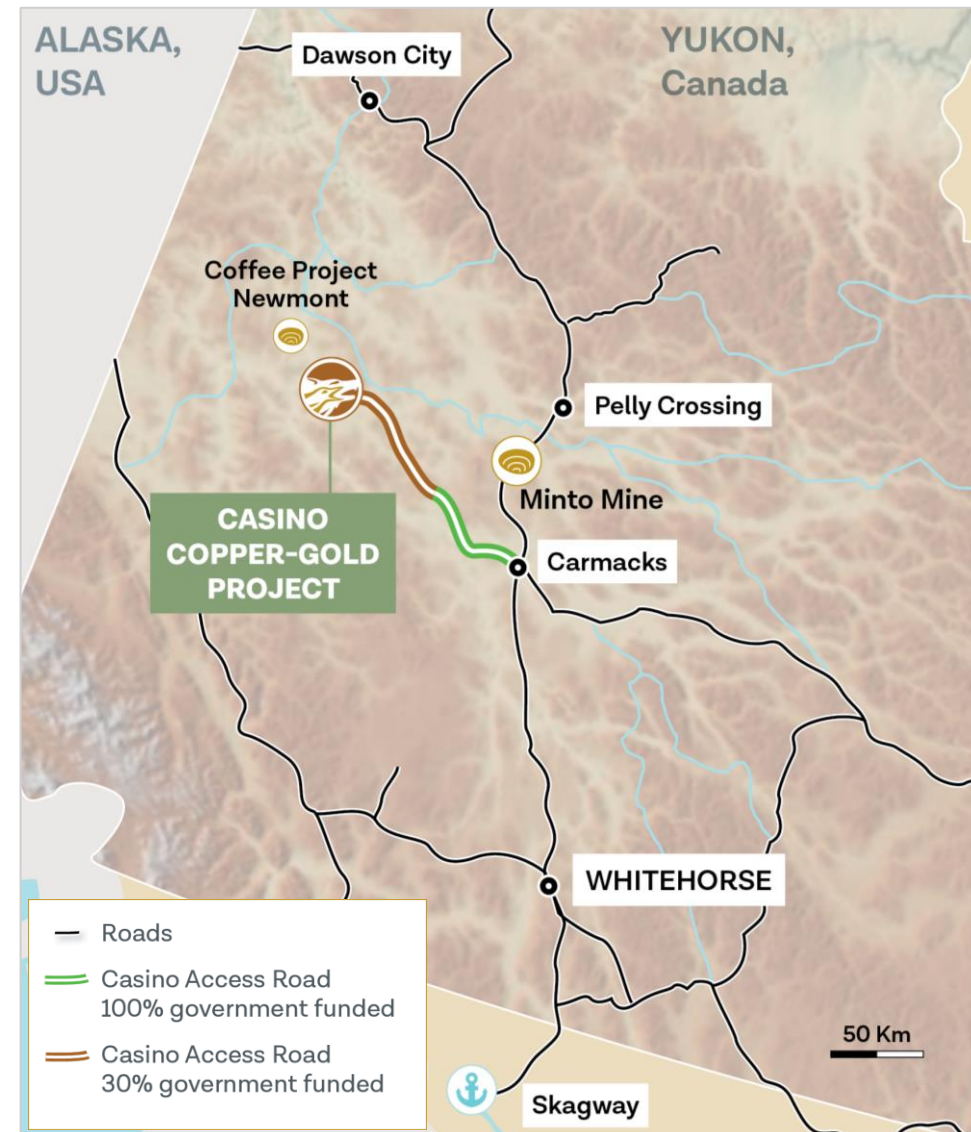 ALASKA,
USA
YUKON,
Canada
Dawson City
Coffee Project
Newmont
Pelly Crossing
Minto Mine
CASINO
COPPER-GOLD
PROJECT
Carmacks
WHITEHORSE
Roads
Casino Access Road
100% government funded
Casino Access Road
30% government funded
50 Km
Skagway